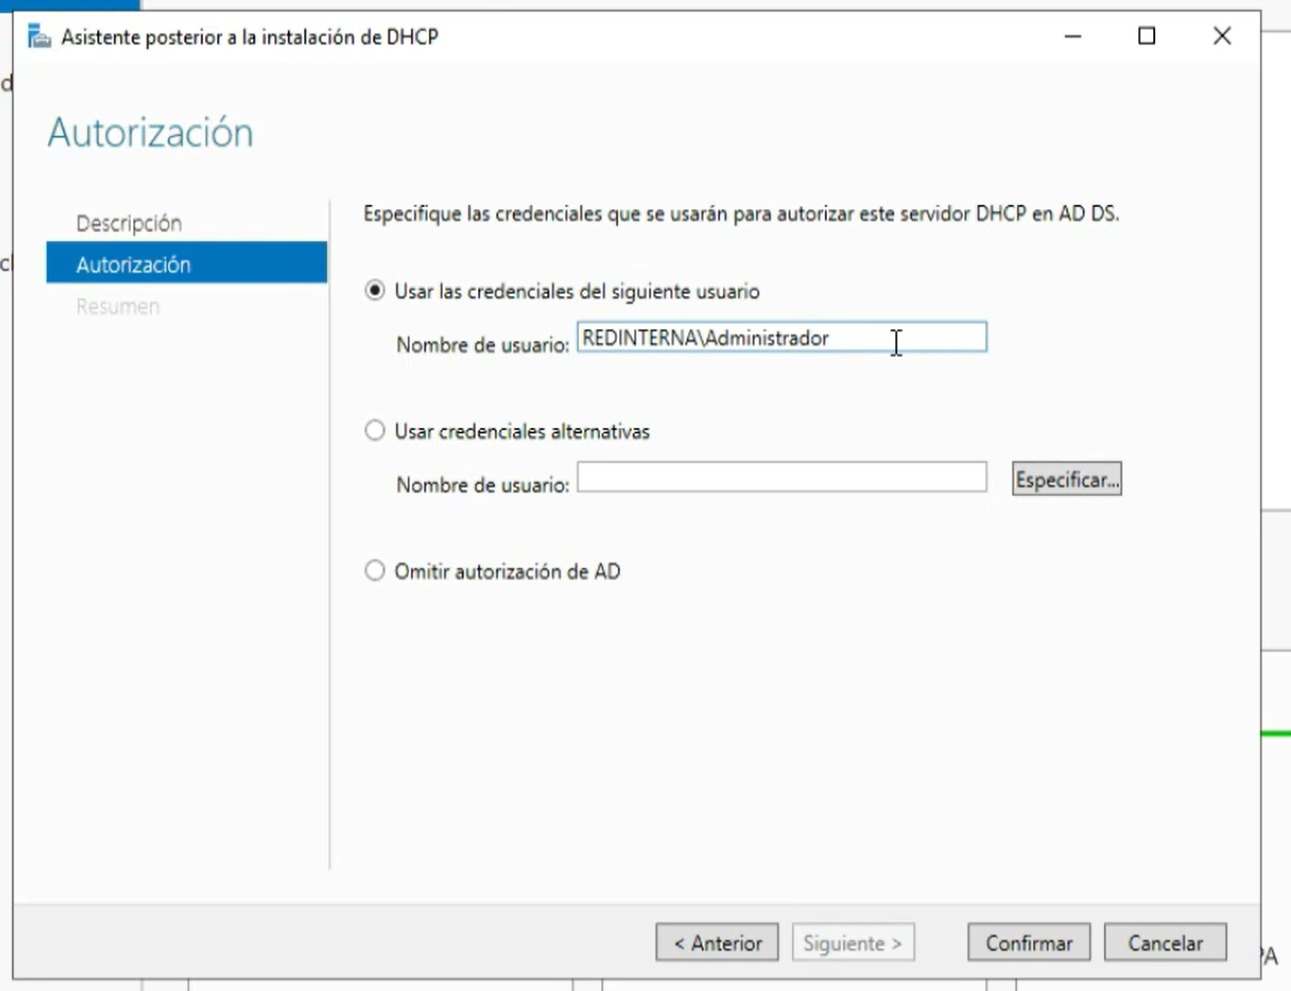 Asistente posterior a la instalación de DHCP
Autorización
Descripción
Autorización
Resumen
Especifique las credenciales que se usarán para autorizar este servidor DHCP en AD DS.
Usar las credenciales del siguiente usuario
Nombre de usuario: REDINTERNA\Administrador
Usar credenciales alternativas
Nombre de usuario:
Especificar...
Omitir autorización de AD
< Anterior
Siguiente >
Confirmar
Cancelar